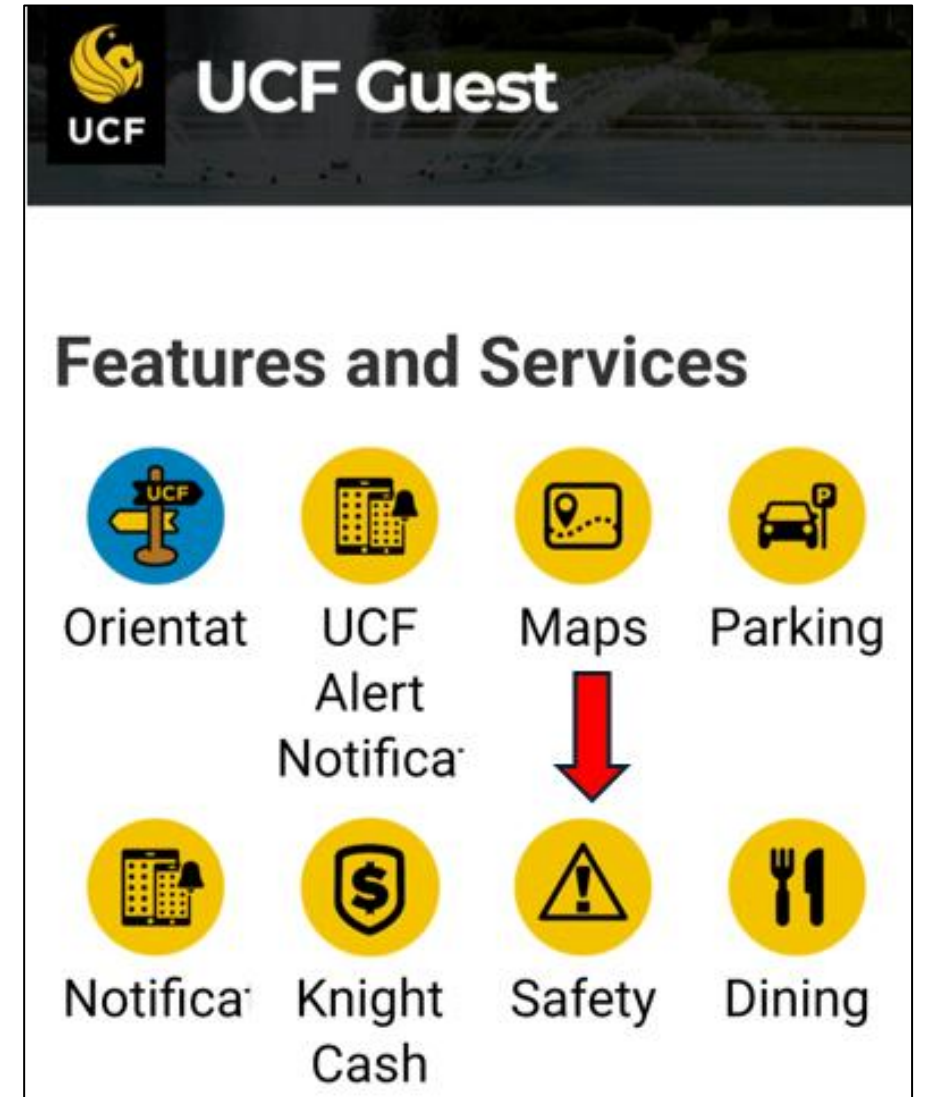 UCF Guest
UCF
Features and Services
UCF
P
Orientat
UCF
Alert
Notifica
Maps
Parking
$
Notifica
Knight
Cash
Safety
Dining